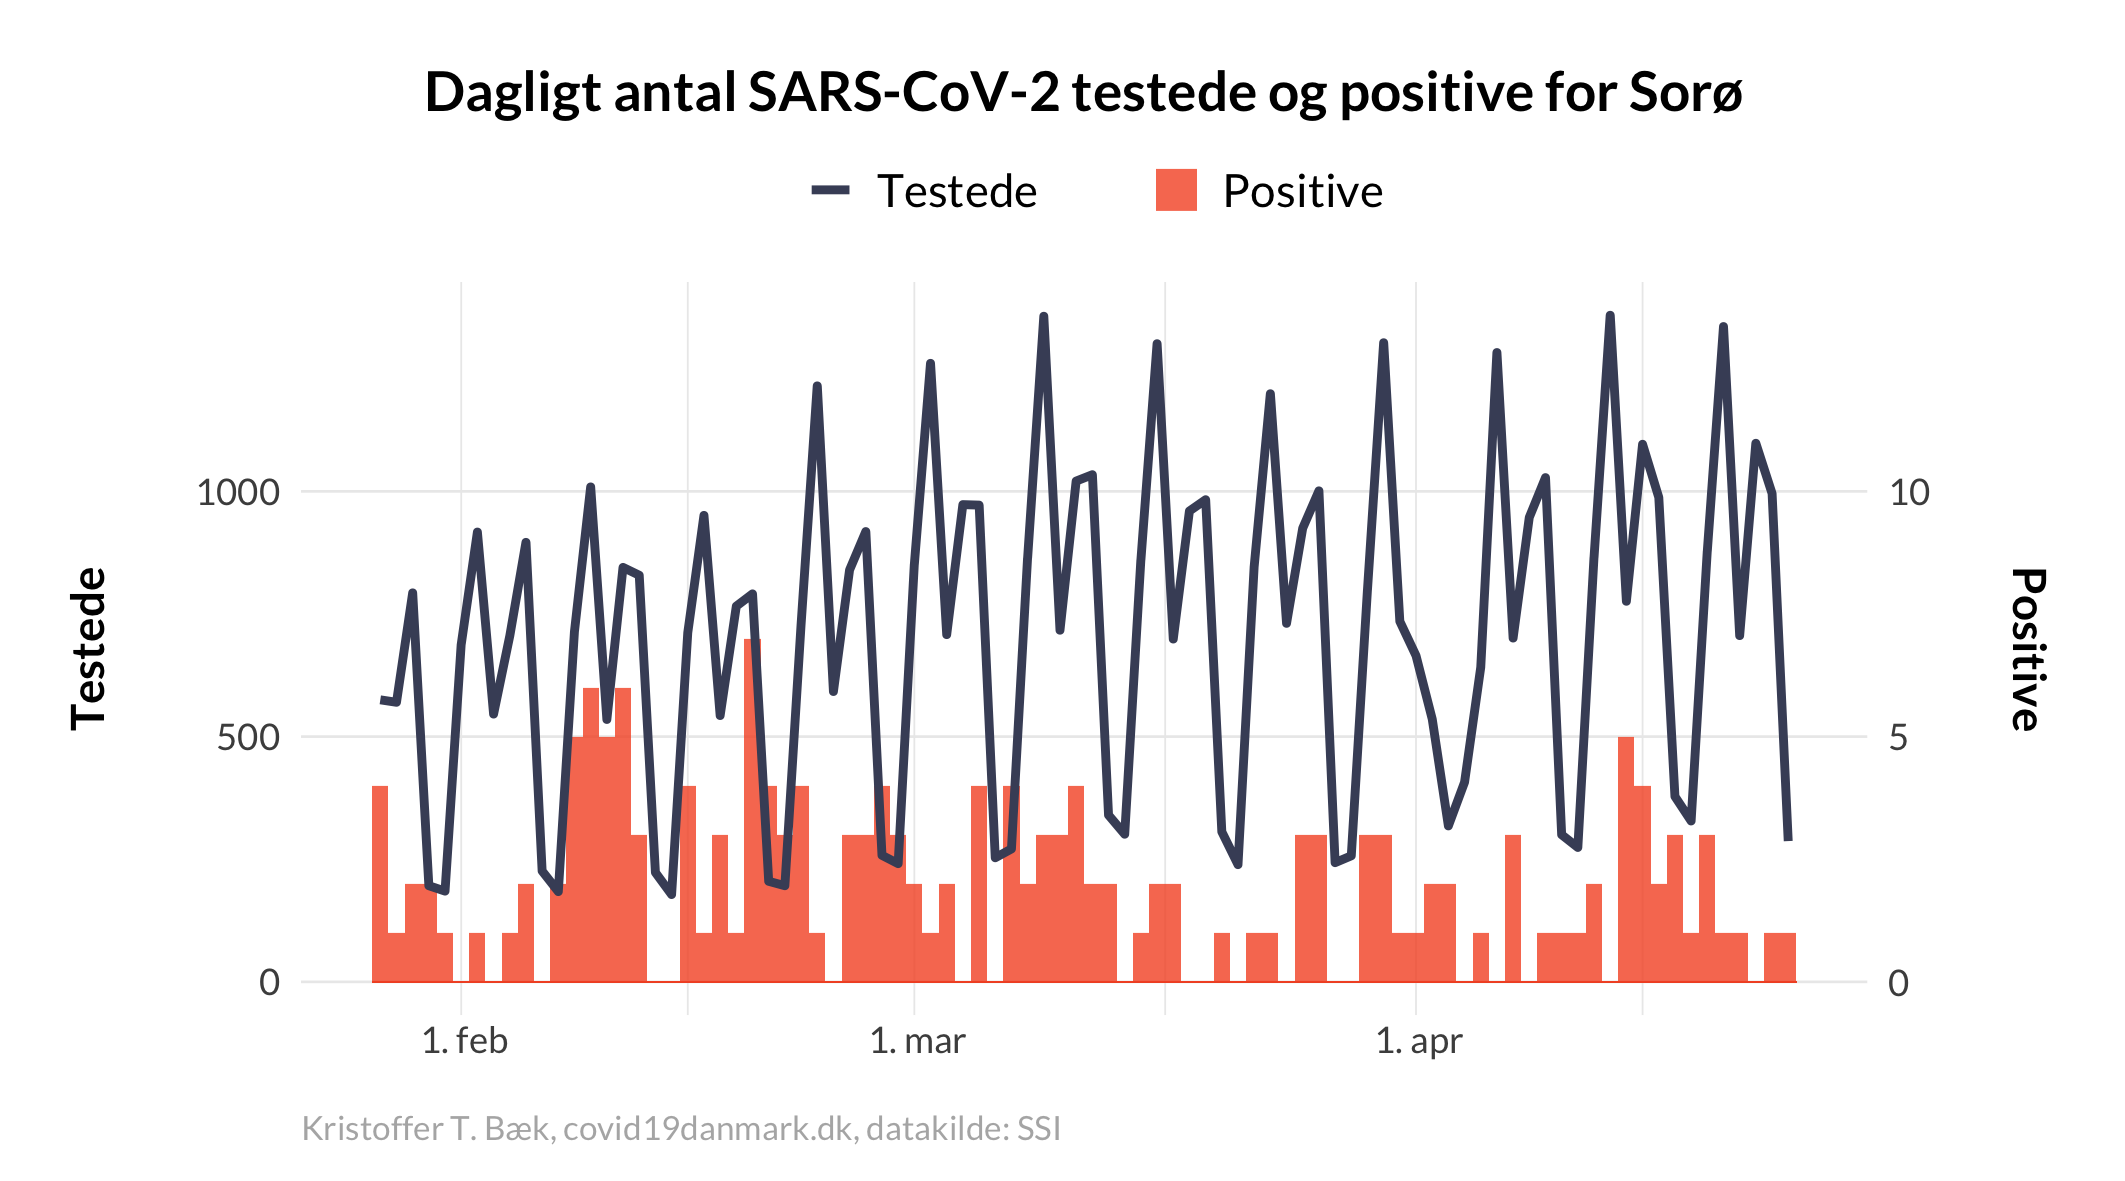 Dagligt antal SARS-CoV-2 testede og positive for Sorø
Testede
Positive
Testede
1000
500
0
10
5
0
Positive
1. feb
1. mar
1. apr
Kristoffer T. Bæk, covid19danmark.dk, datakilde: SSI